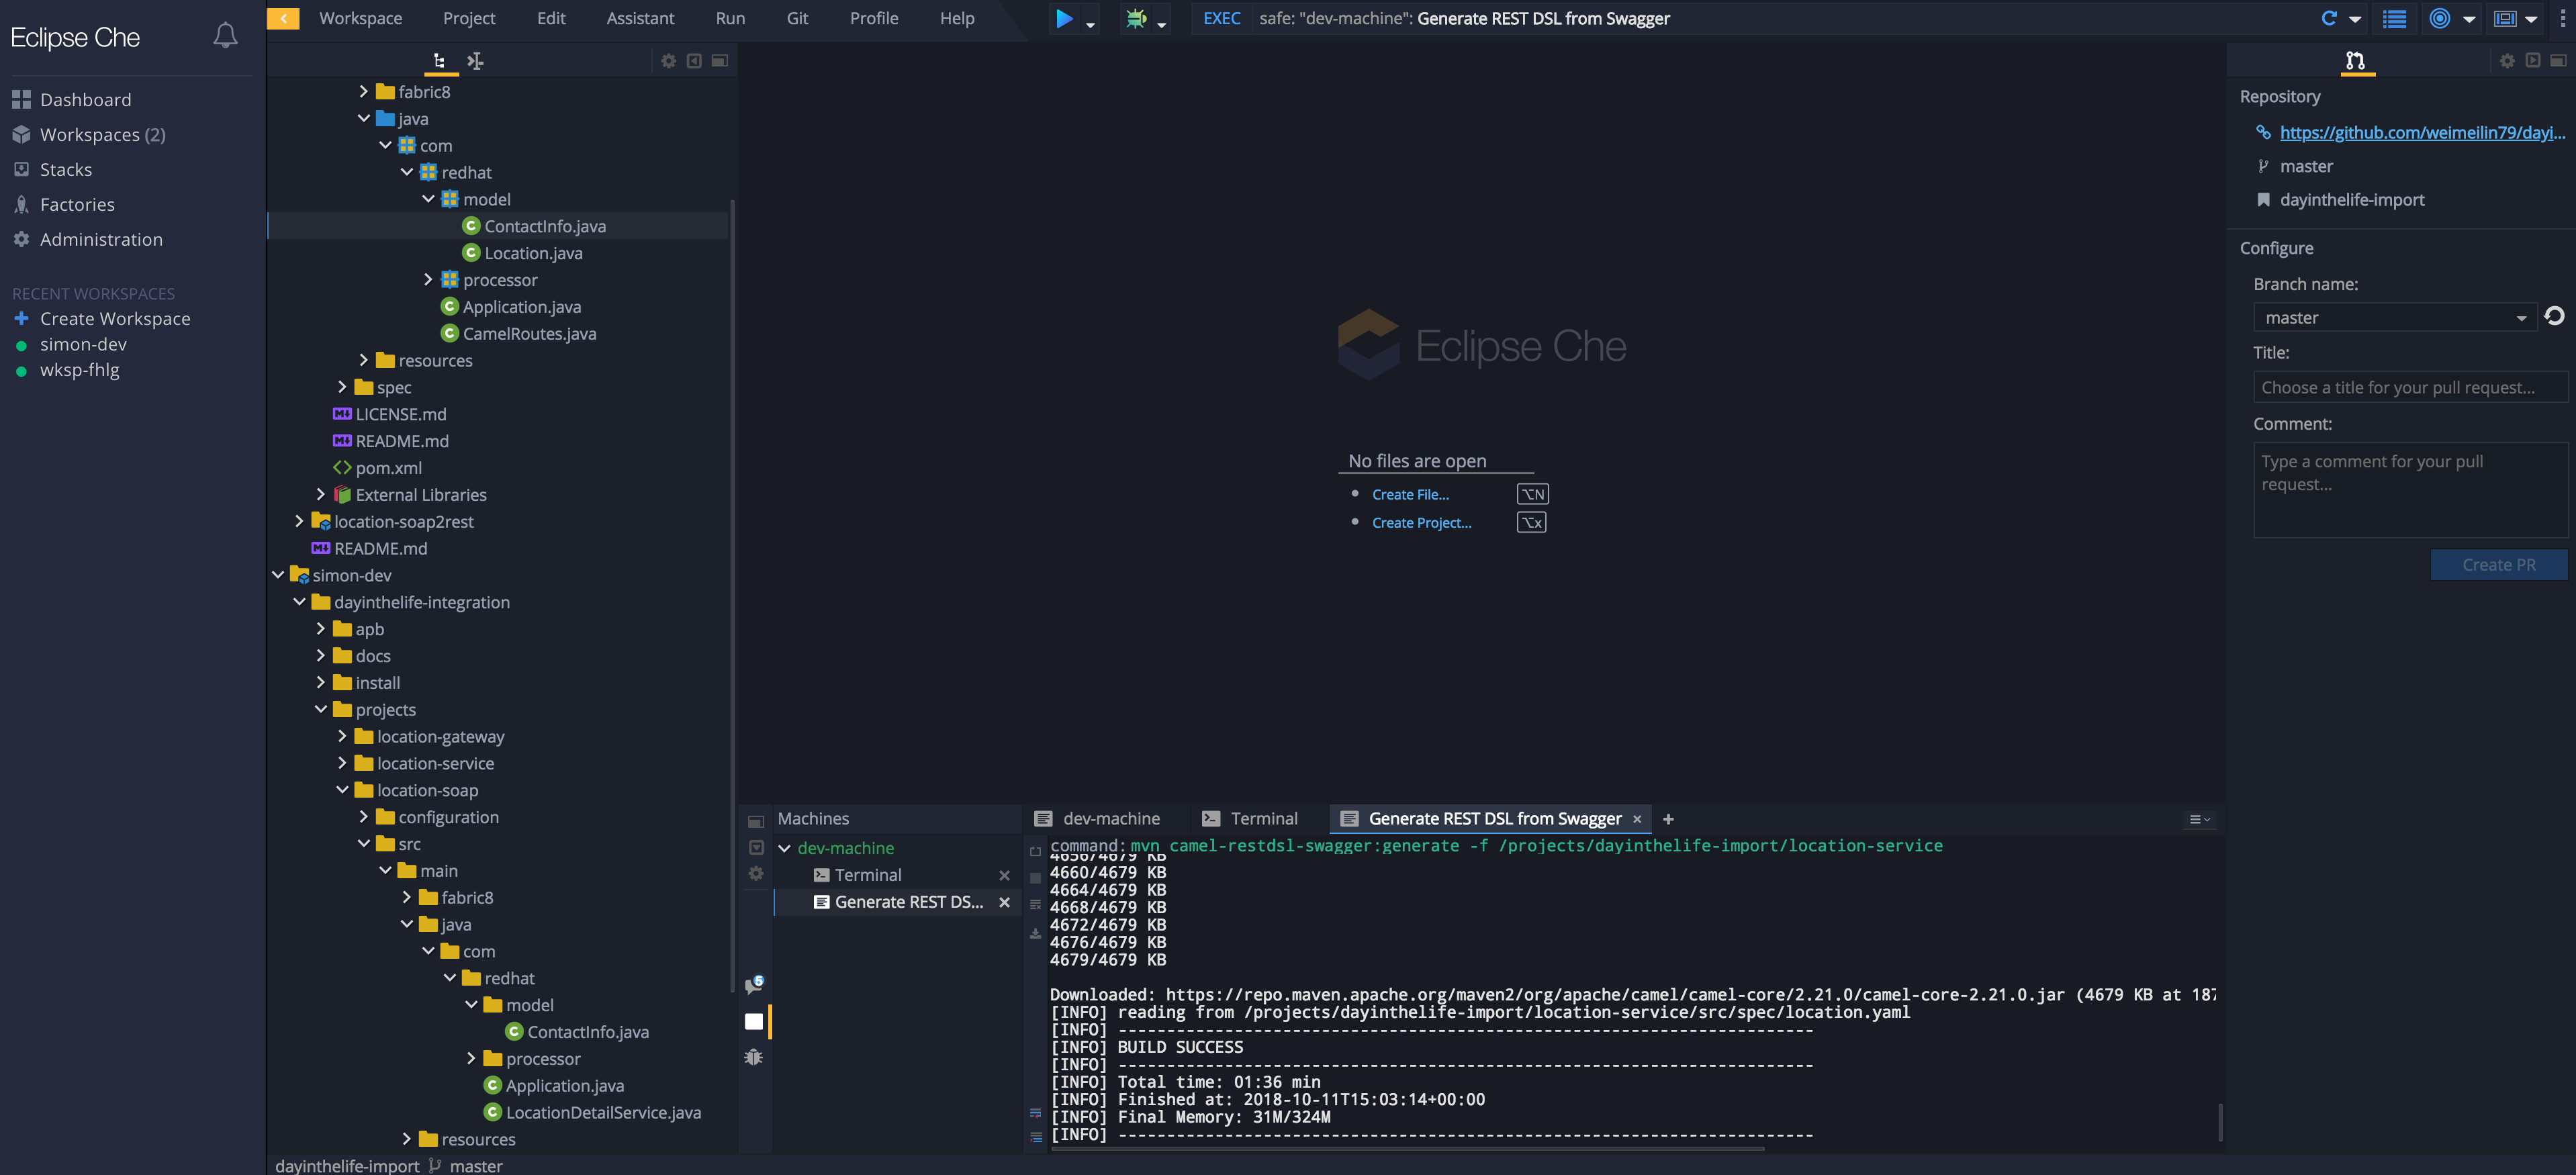 Eclipse Che
Dashboard
Workspaces (2)
Stacks
Factories
Administration
RECENT WORKSPACES
Create Workspace
simon-dev
wksp-fhlg
Workspace Project Edit Assistant Run Git Profile Help
EXEC safe: "dev-machine": Generate REST DSL from Swagger
fabric8
java
com
redhat
model
ContactInfo.java
Location.java
processor
Application.java
CamelRoutes.java
resources
spec
LICENSE.md
README.md
pom.xml
External Libraries
location-soap2rest
README.md
simon-dev
dayinthelife-integration
apb
docs
install
projects
location-gateway
location-service
location-soap
configuration
src
main
fabric8
java
com
redhat
model
ContactInfo.java
processor
Application.java
LocationDetailService.java
resources
dayinthelife-import master
Eclipse Che
No files are open
Create File... ⌥N
Create Project... ⌥x
Machines
dev-machine
Terminal
Generate REST DS...
5
dev-machine Terminal Generate REST DSL from Swagger
command: mvn camel-restdsl-swagger:generate -f /projects/dayinthelife-import/location-service
4656/4679 KB
4660/4679 KB
4664/4679 KB
4668/4679 KB
4672/4679 KB
4676/4679 KB
4679/4679 KB
Downloaded: https://repo.maven.apache.org/maven2/org/apache/camel/camel-core/2.21.0/camel-core-2.21.0.jar (4679 KB at 187
[INFO] reading from /projects/dayinthelife-import/location-service/src/spec/location.yaml
[INFO] ------------------------------------------------------------------------
[INFO] BUILD SUCCESS
[INFO] ------------------------------------------------------------------------
[INFO] Total time: 01:36 min
[INFO] Finished at: 2018-10-11T15:03:14+00:00
[INFO] Final Memory: 31M/324M
[INFO] ------------------------------------------------------------------------
Repository
https://github.com/weimeilin79/dayi...
master
dayinthelife-import
Configure
Branch name:
master
Title:
Choose a title for your pull request...
Comment:
Type a comment for your pull
request...
Create PR